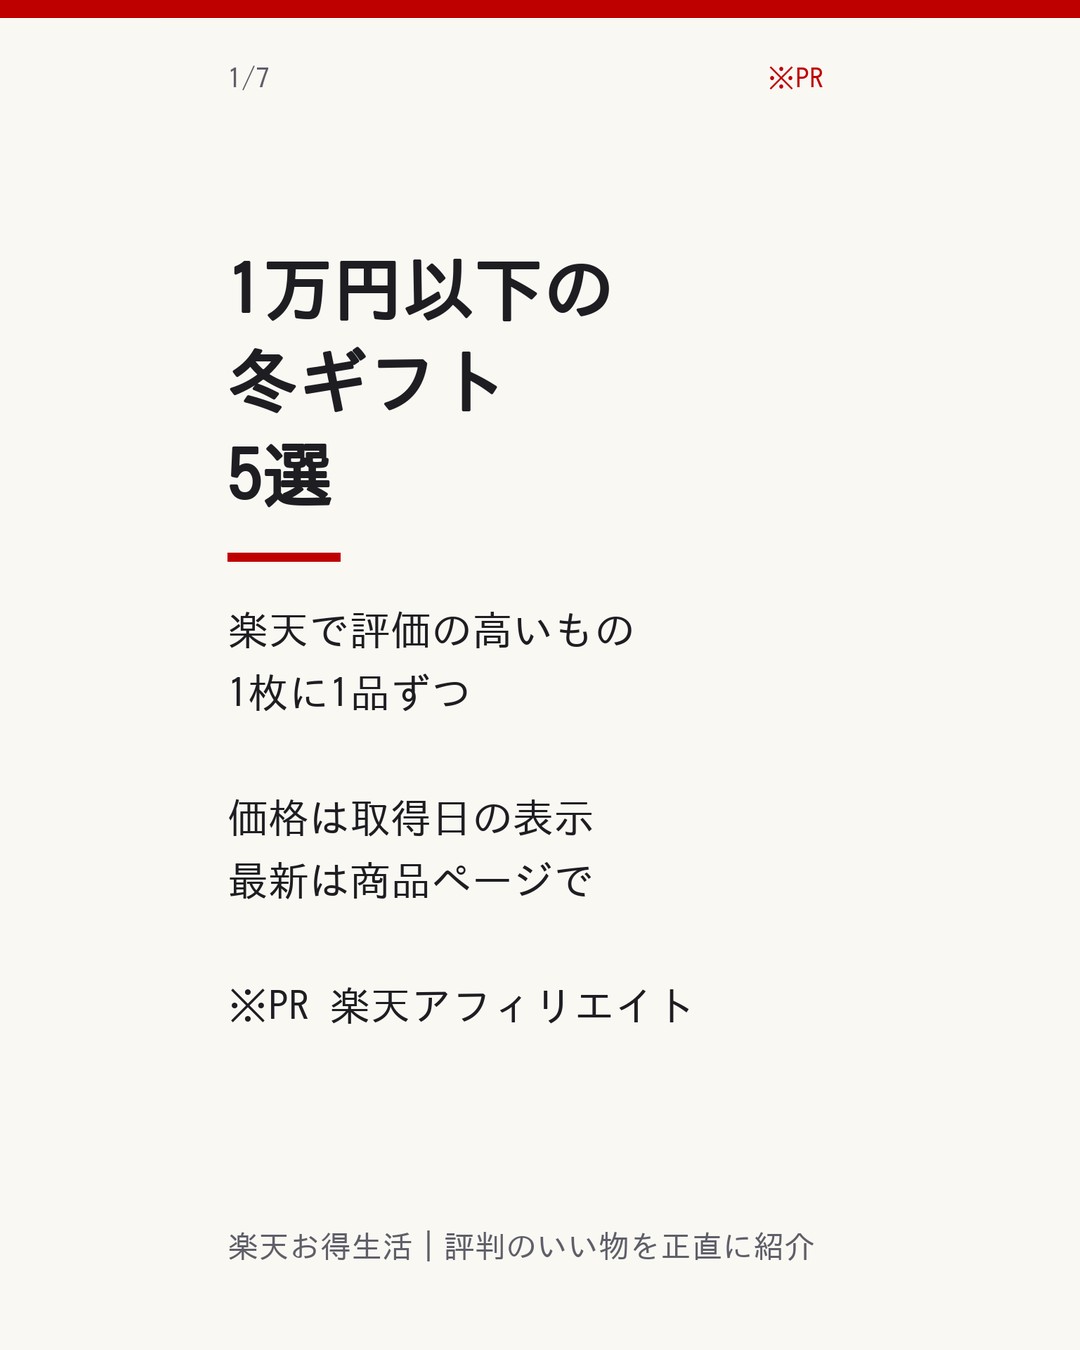 1/7
※PR
1万円以下の
冬ギフト
5選
楽天で評価の高いもの
1枚に1品ずつ
価格は取得日の表示
最新は商品ページで
※PR 楽天アフィリエイト
楽天お得生活｜評判のいい物を正直に紹介